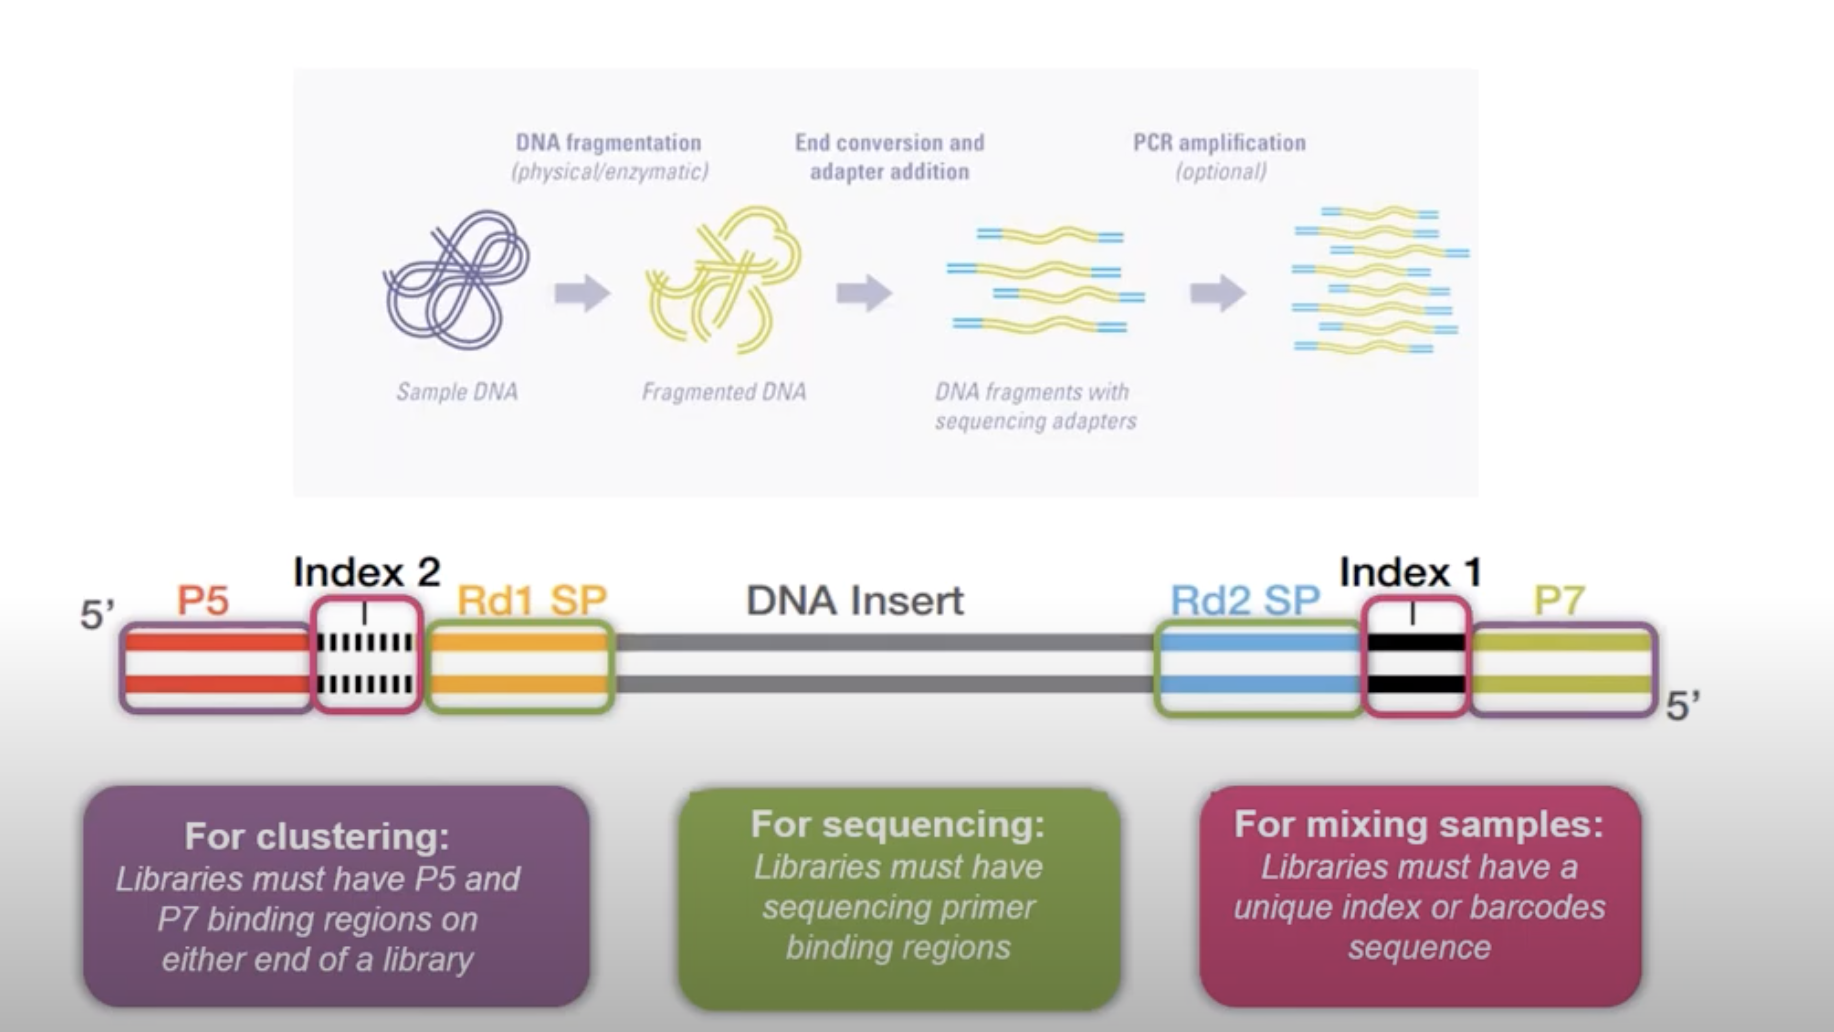 DNA fragmentation
(physical/enzymatic)
End conversion and
adapter addition
PCR amplification
(optional)
Sample DNA
Fragmented DNA
DNA fragments with
sequencing adapters
Index 2
Index 1
P5
Rd1 SP
DNA Insert
Rd2 SP
P7
5’
5’
For clustering:
Libraries must have P5 and
P7 binding regions on
either end of a library
For sequencing:
Libraries must have
sequencing primer
binding regions
For mixing samples:
Libraries must have a
unique index or barcodes
sequence